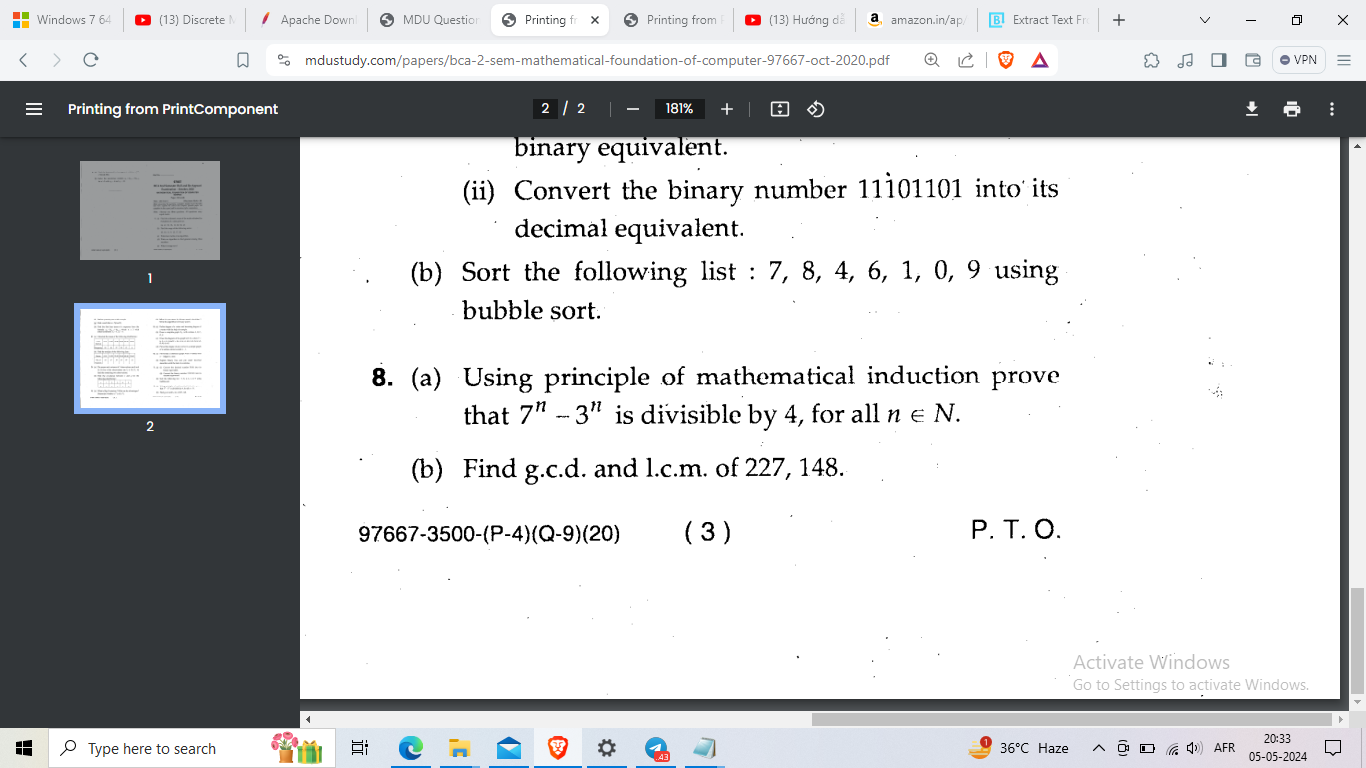 Windows 7 64
(13) Discrete M
Apache Down
MDU Question
Printing fr
Printing from
(13) Hướng dẫ
amazon.in/ap
Extract Text Fr
mdustudy.com/papers/bca-2-sem-mathematical-foundation-of-computer-97667-oct-2020.pdf
VPN
Printing from PrintComponent
2 / 2
181%
1
2
binary equivalent.
(ii) Convert the binary number 11101101 into its
decimal equivalent.
(b) Sort the following list : 7, 8, 4, 6, 1, 0, 9 using
bubble sort.
8. (a) Using principle of mathematical induction prove
that 7ⁿ – 3ⁿ is divisible by 4, for all n ∈ N.
(b) Find g.c.d. and l.c.m. of 227, 148.
97667-3500-(P-4)(Q-9)(20) ( 3 ) P. T. O.
Activate Windows
Go to Settings to activate Windows.
Type here to search
43
1
36°C Haze
AFR
20:33
05-05-2024